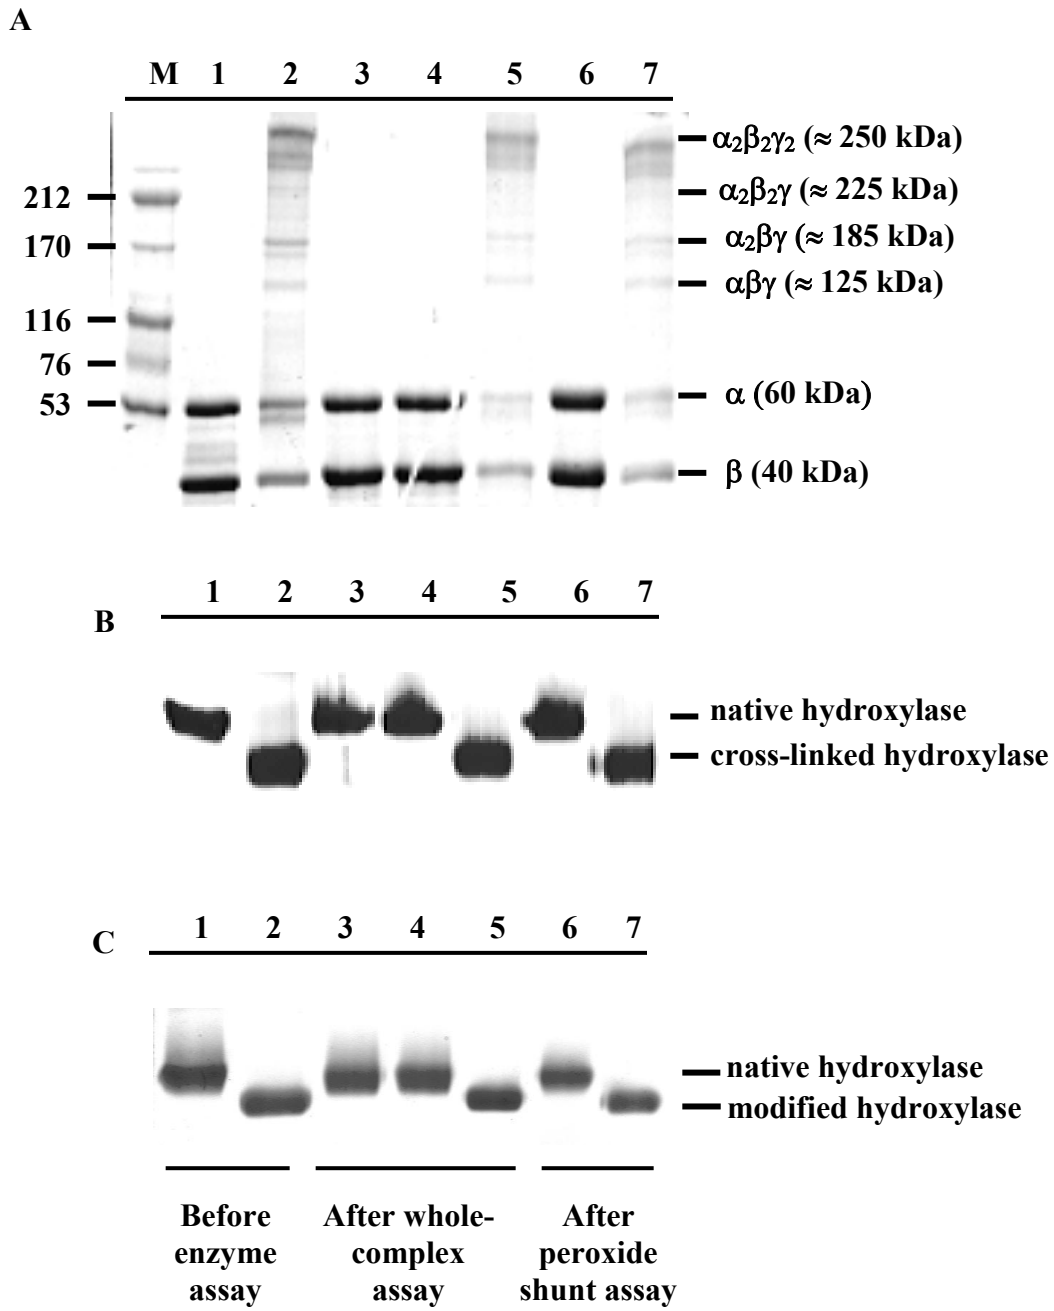 A
M 1 2 3 4 5 6 7
α₂β₂γ₂ (≈ 250 kDa)
212
α₂β₂γ (≈ 225 kDa)
170
α₂βγ (≈ 185 kDa)
αβγ (≈ 125 kDa)
116
76
53
α (60 kDa)
β (40 kDa)
1 2 3 4 5 6 7
B
native hydroxylase
cross-linked hydroxylase
1 2 3 4 5 6 7
C
native hydroxylase
modified hydroxylase
Before
enzyme
assay
After whole-
complex
assay
After
peroxide
shunt assay